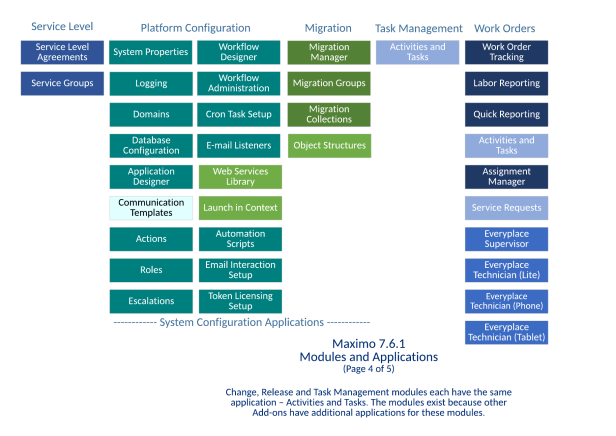 Service Level
Platform Configuration
Migration
Task Management
Work Orders
Service Level
Agreements
System Properties
Workflow
Designer
Migration
Manager
Activities and
Tasks
Work Order
Tracking
Service Groups
Logging
Workflow
Administration
Migration Groups
Labor Reporting
Domains
Cron Task Setup
Migration
Collections
Quick Reporting
Database
Configuration
E-mail Listeners
Object Structures
Activities and
Tasks
Application
Designer
Web Services
Library
Assignment
Manager
Communication
Templates
Launch in Context
Service Requests
Actions
Automation
Scripts
Everyplace
Supervisor
Roles
Email Interaction
Setup
Everyplace
Technician (Lite)
Escalations
Token Licensing
Setup
Everyplace
Technician (Phone)
------------ System Configuration Applications -----------
Everyplace
Technician (Tablet)
Maximo 7.6.1
Modules and Applications
(Page 4 of 5)
Change, Release and Task Management modules each have the same
application – Activities and Tasks. The modules exist because other
Add-ons have additional applications for these modules.